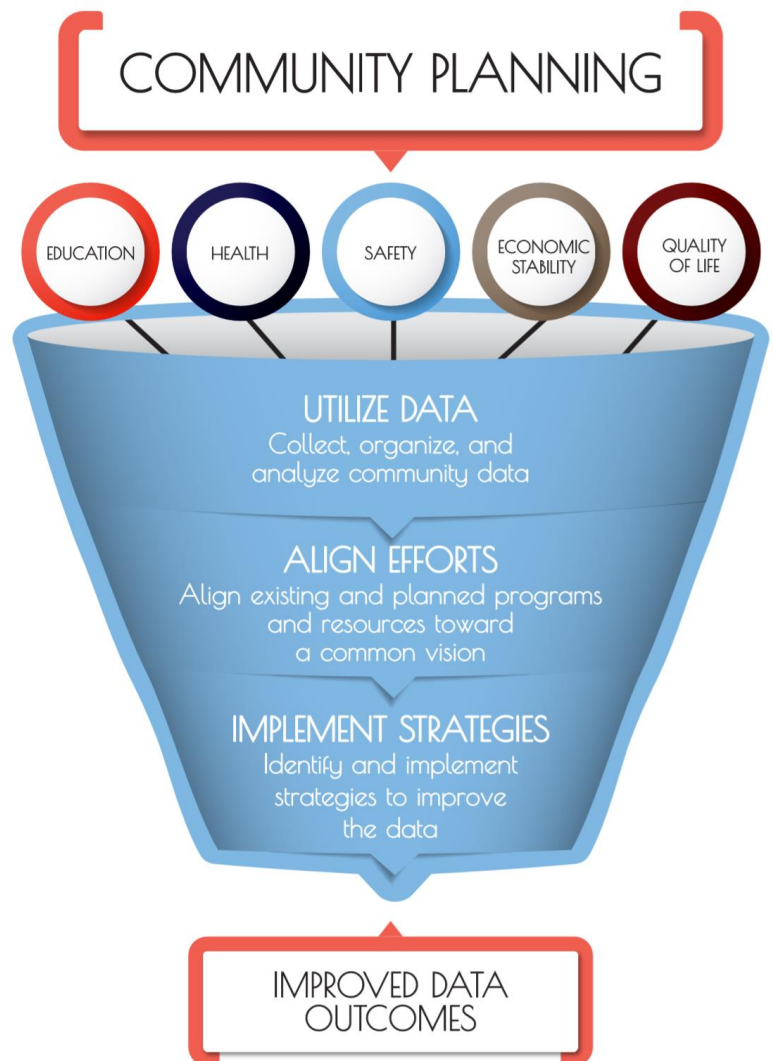 COMMUNITY PLANNING
EDUCATION
HEALTH
SAFETY
ECONOMIC
STABILITY
QUALITY
OF LIFE
UTILIZE DATA
Collect, organize, and
analyze community data
ALIGN EFFORTS
Align existing and planned programs
and resources toward
a common vision
IMPLEMENT STRATEGIES
Identify and implement
strategies to improve
the data
IMPROVED DATA
OUTCOMES